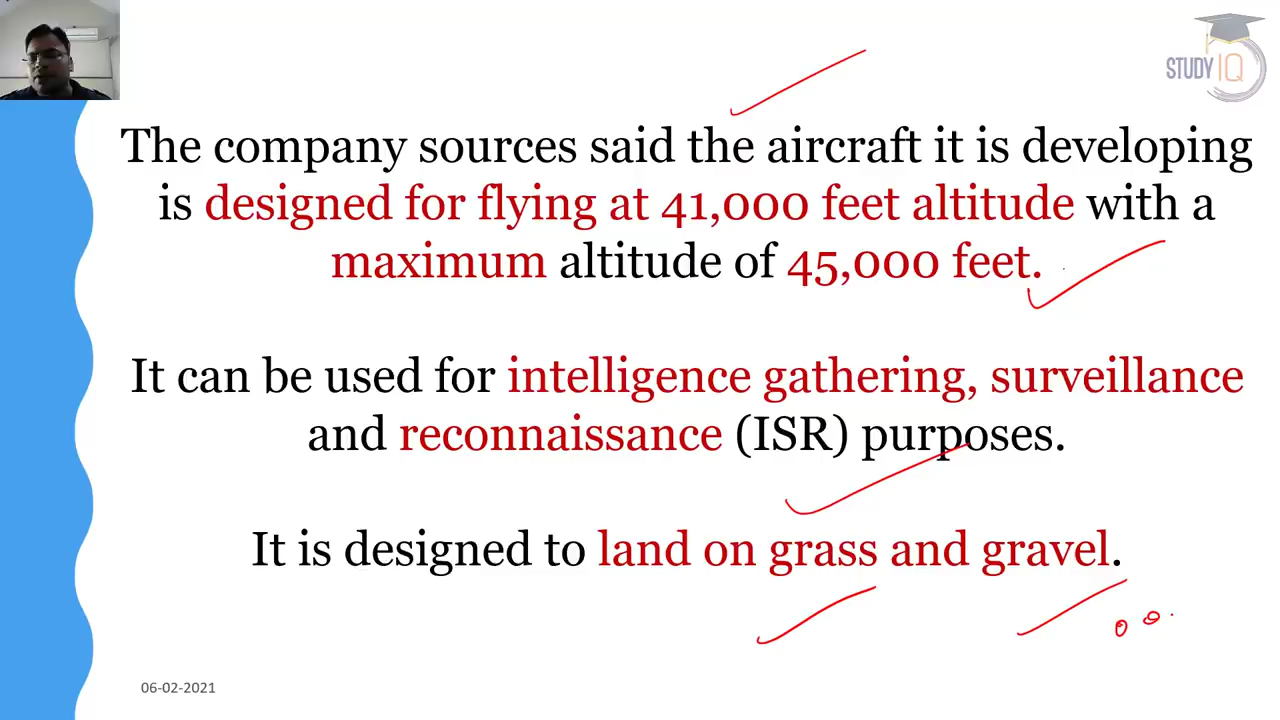 STUDY IQ
The company sources said the aircraft it is developing
is designed for flying at 41,000 feet altitude with a
maximum altitude of 45,000 feet.
It can be used for intelligence gathering, surveillance
and reconnaissance (ISR) purposes.
It is designed to land on grass and gravel.
06-02-2021